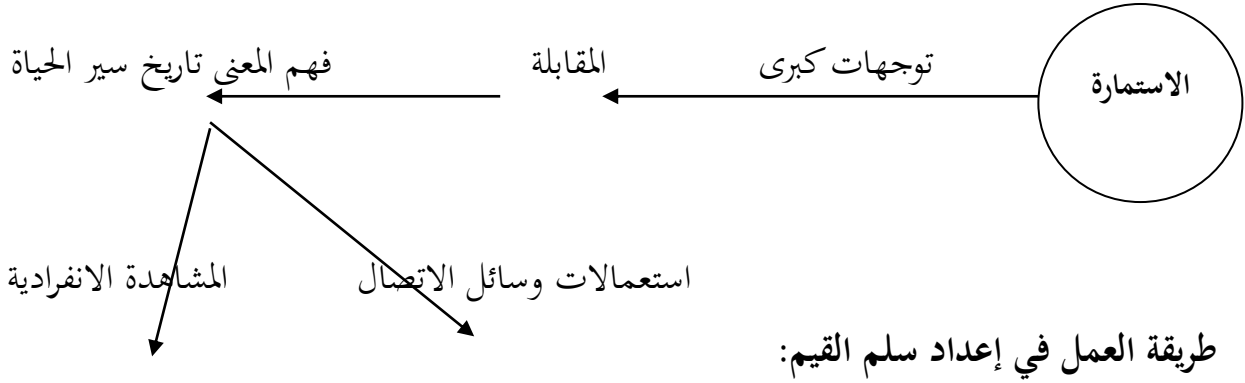 الاستمارة
توجهات كبرى المقابلة فهم المعنى تاريخ سير الحياة
استعمالات وسائل الاتصال المشاهدة الانفرادية
طريقة العمل في إعداد سلم القيم: